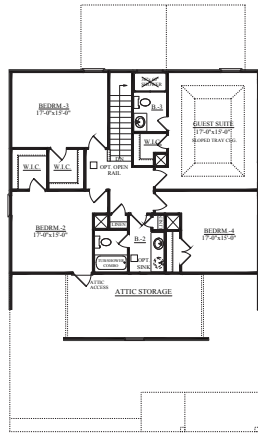 SHOWER
BEDRM.-3
17'-0"x15'-0"
B.-3
GUEST SUITE
17'-0"x15'-0"
SLOPED TRAY CLG.
W.I.C.
W.I.C.
W.I.C.
DN
OPT. OPEN
RAIL
LINEN
BEDRM.-2
17'-0"x15'-0"
B.-2
BEDRM.-4
17'-0"x15'-0"
OPT.
SINK
TUB/SHOWER
COMBO
ATTIC
ACCESS
ATTIC STORAGE